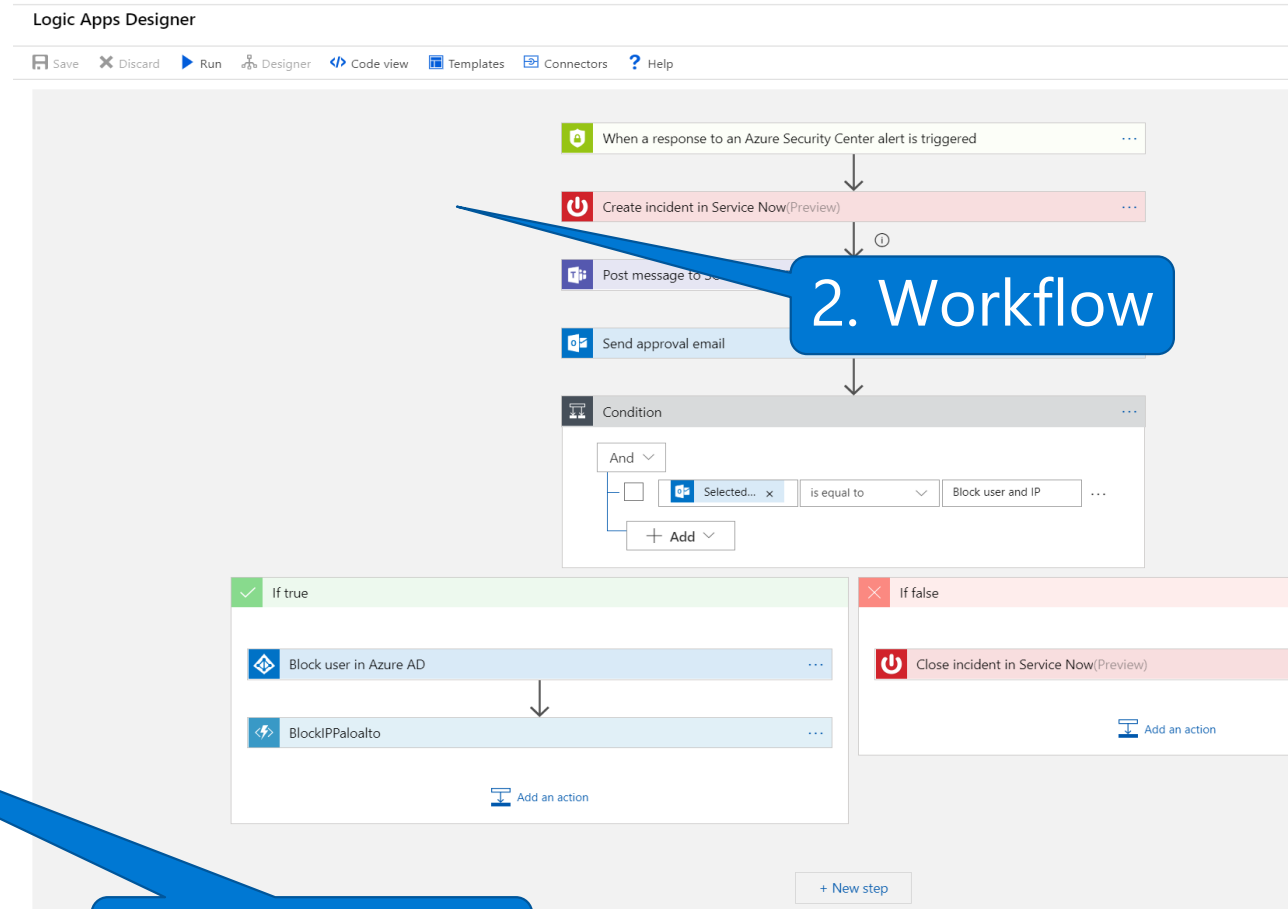 Logic Apps Designer
Save Discard Run Designer Code view Templates Connectors Help
When a response to an Azure Security Center alert is triggered
Create incident in Service Now(Preview)
Post message to
2. Workflow
Send approval email
Condition
And
Selected... x is equal to Block user and IP
+ Add
If true
If false
Block user in Azure AD
Close incident in Service Now(Preview)
BlockIPPaloalto
Add an action
Add an action
+ New step